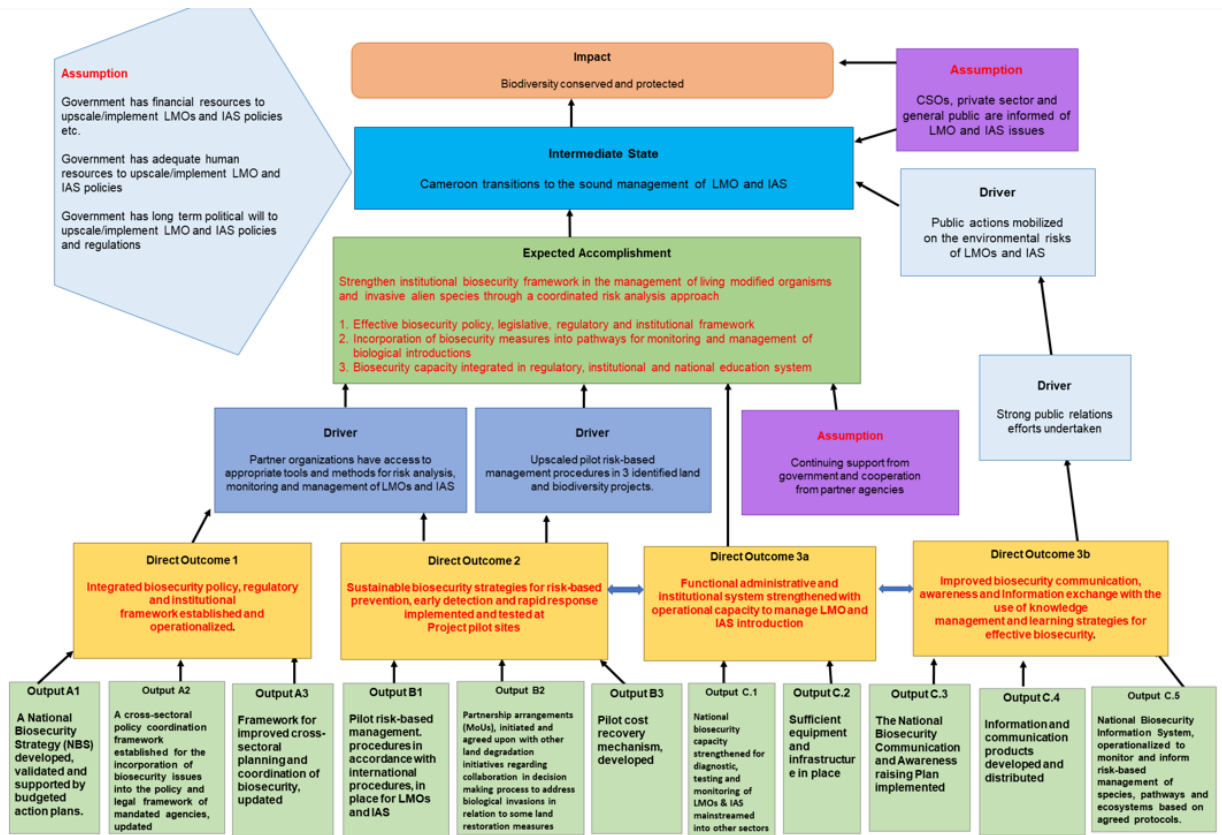 Assumption
Government has financial resources to
upscale/implement LMOs and IAS policies
etc.
Government has adequate human
resources to upscale/implement LMO and
IAS policies
Government has long term political will to
upscale/implement LMO and IAS policies
and regulations
Impact
Biodiversity conserved and protected
Assumption
CSOs, private sector and
general public are informed of
LMO and IAS issues
Intermediate State
Cameroon transitions to the sound management of LMO and IAS
Driver
Public actions mobilized
on the environmental risks
of LMOs and IAS
Expected Accomplishment
Strengthen institutional biosecurity framework in the management of living modified organisms
and invasive alien species through a coordinated risk analysis approach
1. Effective biosecurity policy, legislative, regulatory and institutional framework
2. Incorporation of biosecurity measures into pathways for monitoring and management of
biological introductions
3. Biosecurity capacity integrated in regulatory, institutional and national education system
Driver
Strong public relations
efforts undertaken
Driver
Partner organizations have access to
appropriate tools and methods for risk analysis,
monitoring and management of LMOs and IAS
Driver
Upscaled pilot risk-based
management procedures in 3 identified land
and biodiversity projects.
Assumption
Continuing support from
government and cooperation
from partner agencies
Direct Outcome 1
Integrated biosecurity policy, regulatory
and institutional
framework established and
operationalized.
Direct Outcome 2
Sustainable biosecurity strategies for risk-based
prevention, early detection and rapid response
implemented and tested at
Project pilot sites
Direct Outcome 3a
Functional administrative and
institutional system strengthened with
operational capacity to manage LMO and
IAS introduction
Direct Outcome 3b
Improved biosecurity communication,
awareness and Information exchange with the
use of knowledge
management and learning strategies for
effective biosecurity.
Output A1
A National
Biosecurity
Strategy (NBS)
developed,
validated and
supported by
budgeted
action plans.
Output A2
A cross-sectoral
policy coordination
framework
established for the
incorporation of
biosecurity issues
into the policy and
legal framework of
mandated agencies,
updated
Output A3
Framework for
improved cross-
sectoral
planning and
coordination of
biosecurity,
updated
Output B1
Pilot risk-based
management.
procedures in
accordance with
international
procedures, in
place for LMOs
and IAS
Output B2
Partnership arrangements
(MoUs), initiated and
agreed upon with other
land degradation
initiatives regarding
collaboration in decision
making process to address
biological invasions in
relation to some land
restoration measures
Output B3
Pilot cost
recovery
mechanism,
developed
Output C.1
National
biosecurity
capacity
strengthened for
diagnostic,
testing and
monitoring of
LMOs & IAS
mainstreamed
into other sectors
Output C.2
Sufficient
equipment
and
infrastructur
e in place
Output C.3
The National
Biosecurity
Communication
and Awareness
raising Plan
implemented
Output C.4
Information and
communication
products
developed and
distributed
Output C.5
National Biosecurity
Information System,
operationalized to
monitor and inform
risk-based
management of
species, pathways and
ecosystems based on
agreed protocols.